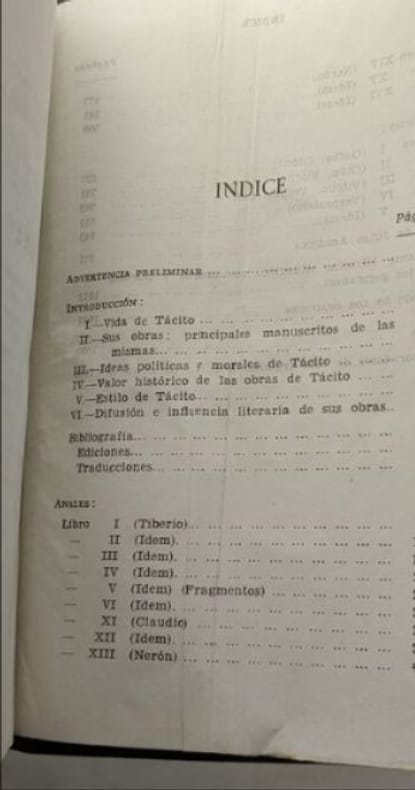 INDICE
Pág
ADVERTENCIA PRELIMINAR ... ... ... ... ... ... ... ...
INTRODUCCIÓN:
I.—Vida de Tácito ... ... ... ... ... ... ... ...
II.—Sus obras: principales manuscritos de las
mismas... ... ... ... ... ... ... ... ... ...
III.—Ideas políticas y morales de Tácito ... ... ...
IV.—Valor histórico de las obras de Tácito ... ...
V.—Estilo de Tácito... ... ... ... ... ... ... ...
VI.—Difusión e influencia literaria de sus obras..
Bibliografía... ... ... ... ... ... ... ... ... ...
Ediciones... ... ... ... ... ... ... ... ... ...
Traducciones... ... ... ... ... ... ... ... ...
ANALES:
Libro I (Tiberio)... ... ... ... ... ... ... ...
— II (Idem). ... ... ... ... ... ... ... ...
— III (Idem). ... ... ... ... ... ... ... ...
— IV (Idem). ... ... ... ... ... ... ... ...
— V (Idem) (Fragmentos) ... ... ... ... ...
— VI (Idem). ... ... ... ... ... ... ... ...
— XI (Claudio) ... ... ... ... ... ... ... ...
— XII (Idem). ... ... ... ... ... ... ... ...
— XIII (Nerón) ... ... ... ... ... ... ... ...